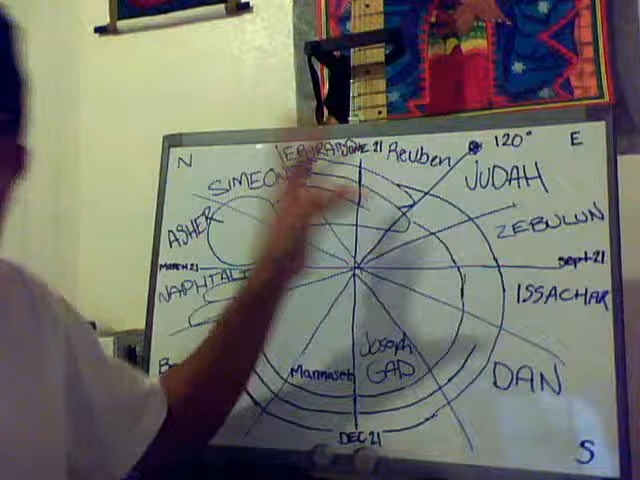 N
EPHRAIM
JUNE 21
Reuben
120°
E
SIMEON
JUDAH
ASHER
ZEBULUN
MARCH 21
Sept 21
NAPHTALI
ISSACHAR
Joseph
Mannaseh
GAD
DAN
DEC 21
S